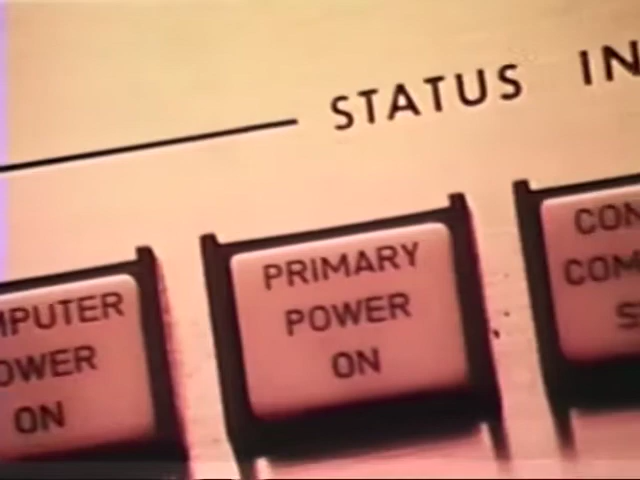 STATUS IN
MPUTER
OWER
ON
PRIMARY
POWER
ON
CON
COM
S